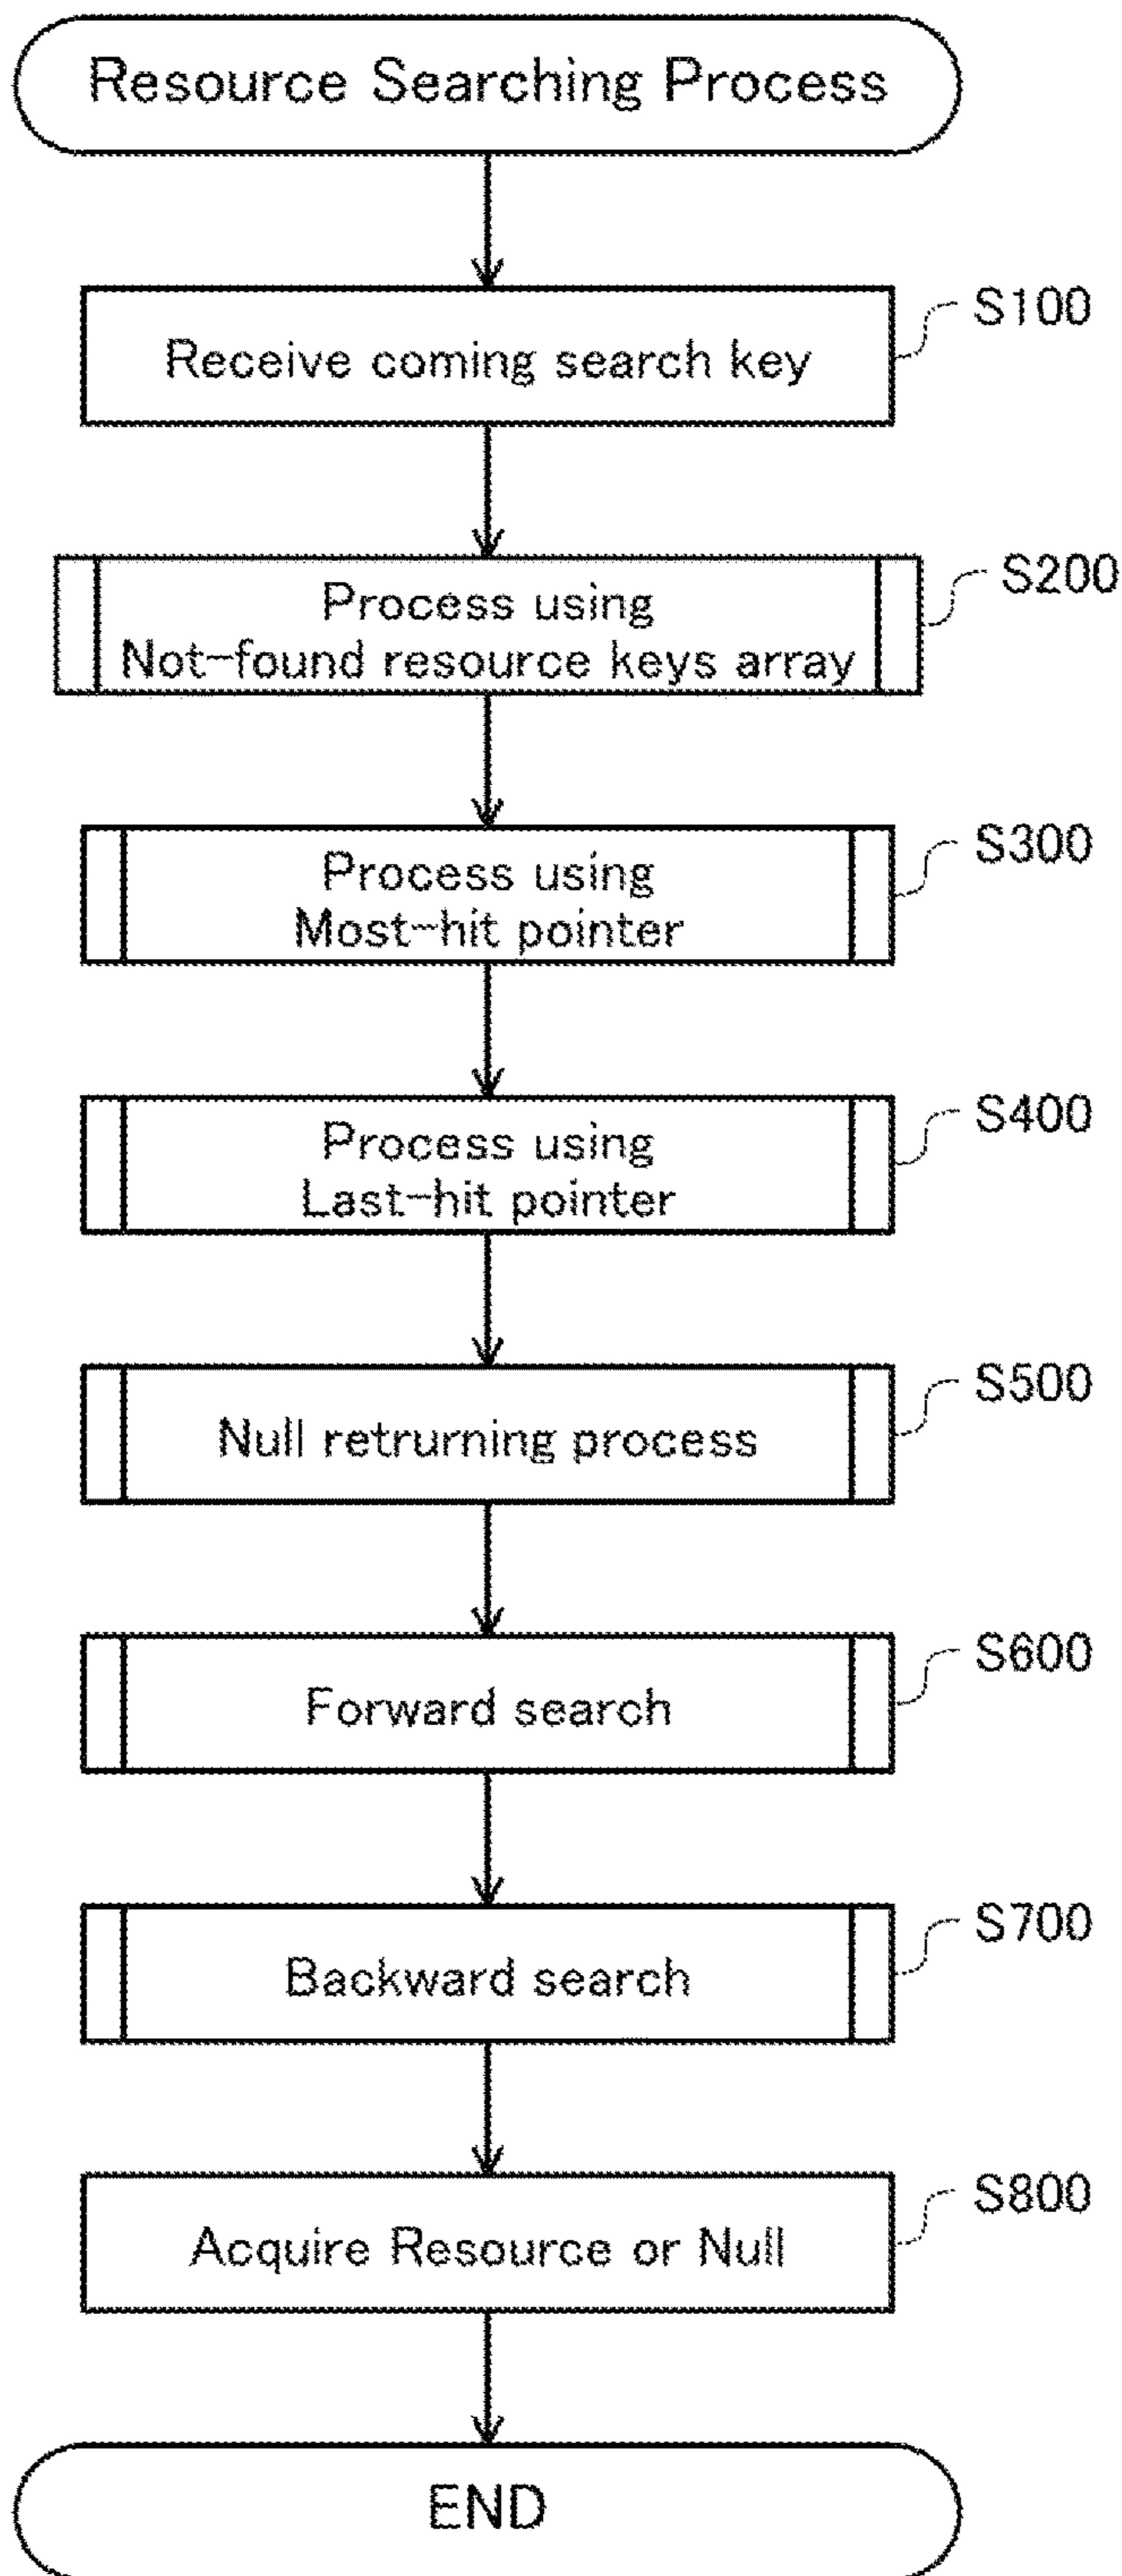 Resource Searching Process
S100
Receive coming search key
S200
Process using
Not-found resource keys array
S300
Process using
Most-hit pointer
S400
Process using
Last-hit pointer
S500
Null retrurning process
S600
Forward search
S700
Backward search
S800
Acquire Resource or Null
END